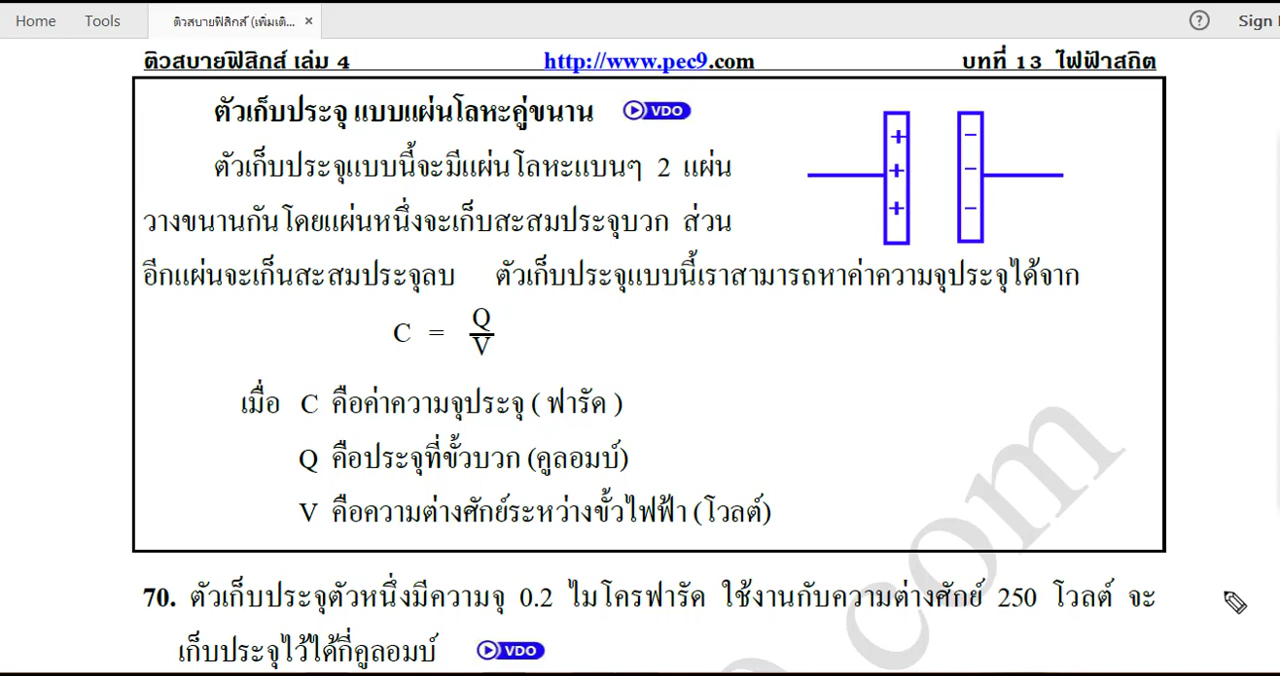 Home Tools ติวสบายฟิสิกส์ (เพิ่มเติ... × ? Sign
ติวสบายฟิสิกส์ เล่ม 4 http://www.pec9.com บทที่ 13 ไฟฟ้าสถิต
ตัวเก็บประจุ แบบแผ่นโลหะคู่ขนาน VDO
ตัวเก็บประจุแบบนี้จะมีแผ่นโลหะแบนๆ 2 แผ่น
วางขนานกันโดยแผ่นหนึ่งจะเก็บสะสมประจุบวก ส่วน
อีกแผ่นจะเก็นสะสมประจุลบ ตัวเก็บประจุแบบนี้เราสามารถหาค่าความจุประจุได้จาก
+ −
+ −
+ −
C = Q/V
เมื่อ C คือค่าความจุประจุ ( ฟารัด )
Q คือประจุที่ขั้วบวก (คูลอมบ์)
V คือความต่างศักย์ระหว่างขั้วไฟฟ้า (โวลต์)
70. ตัวเก็บประจุตัวหนึ่งมีความจุ 0.2 ไมโครฟารัด ใช้งานกับความต่างศักย์ 250 โวลต์ จะ
เก็บประจุไว้ได้กี่คูลอมบ์ VDO
.com